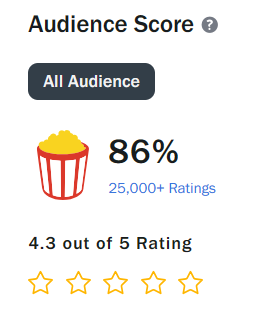 Audience Score ?
All Audience
86%
25,000+ Ratings
4.3 out of 5 Rating